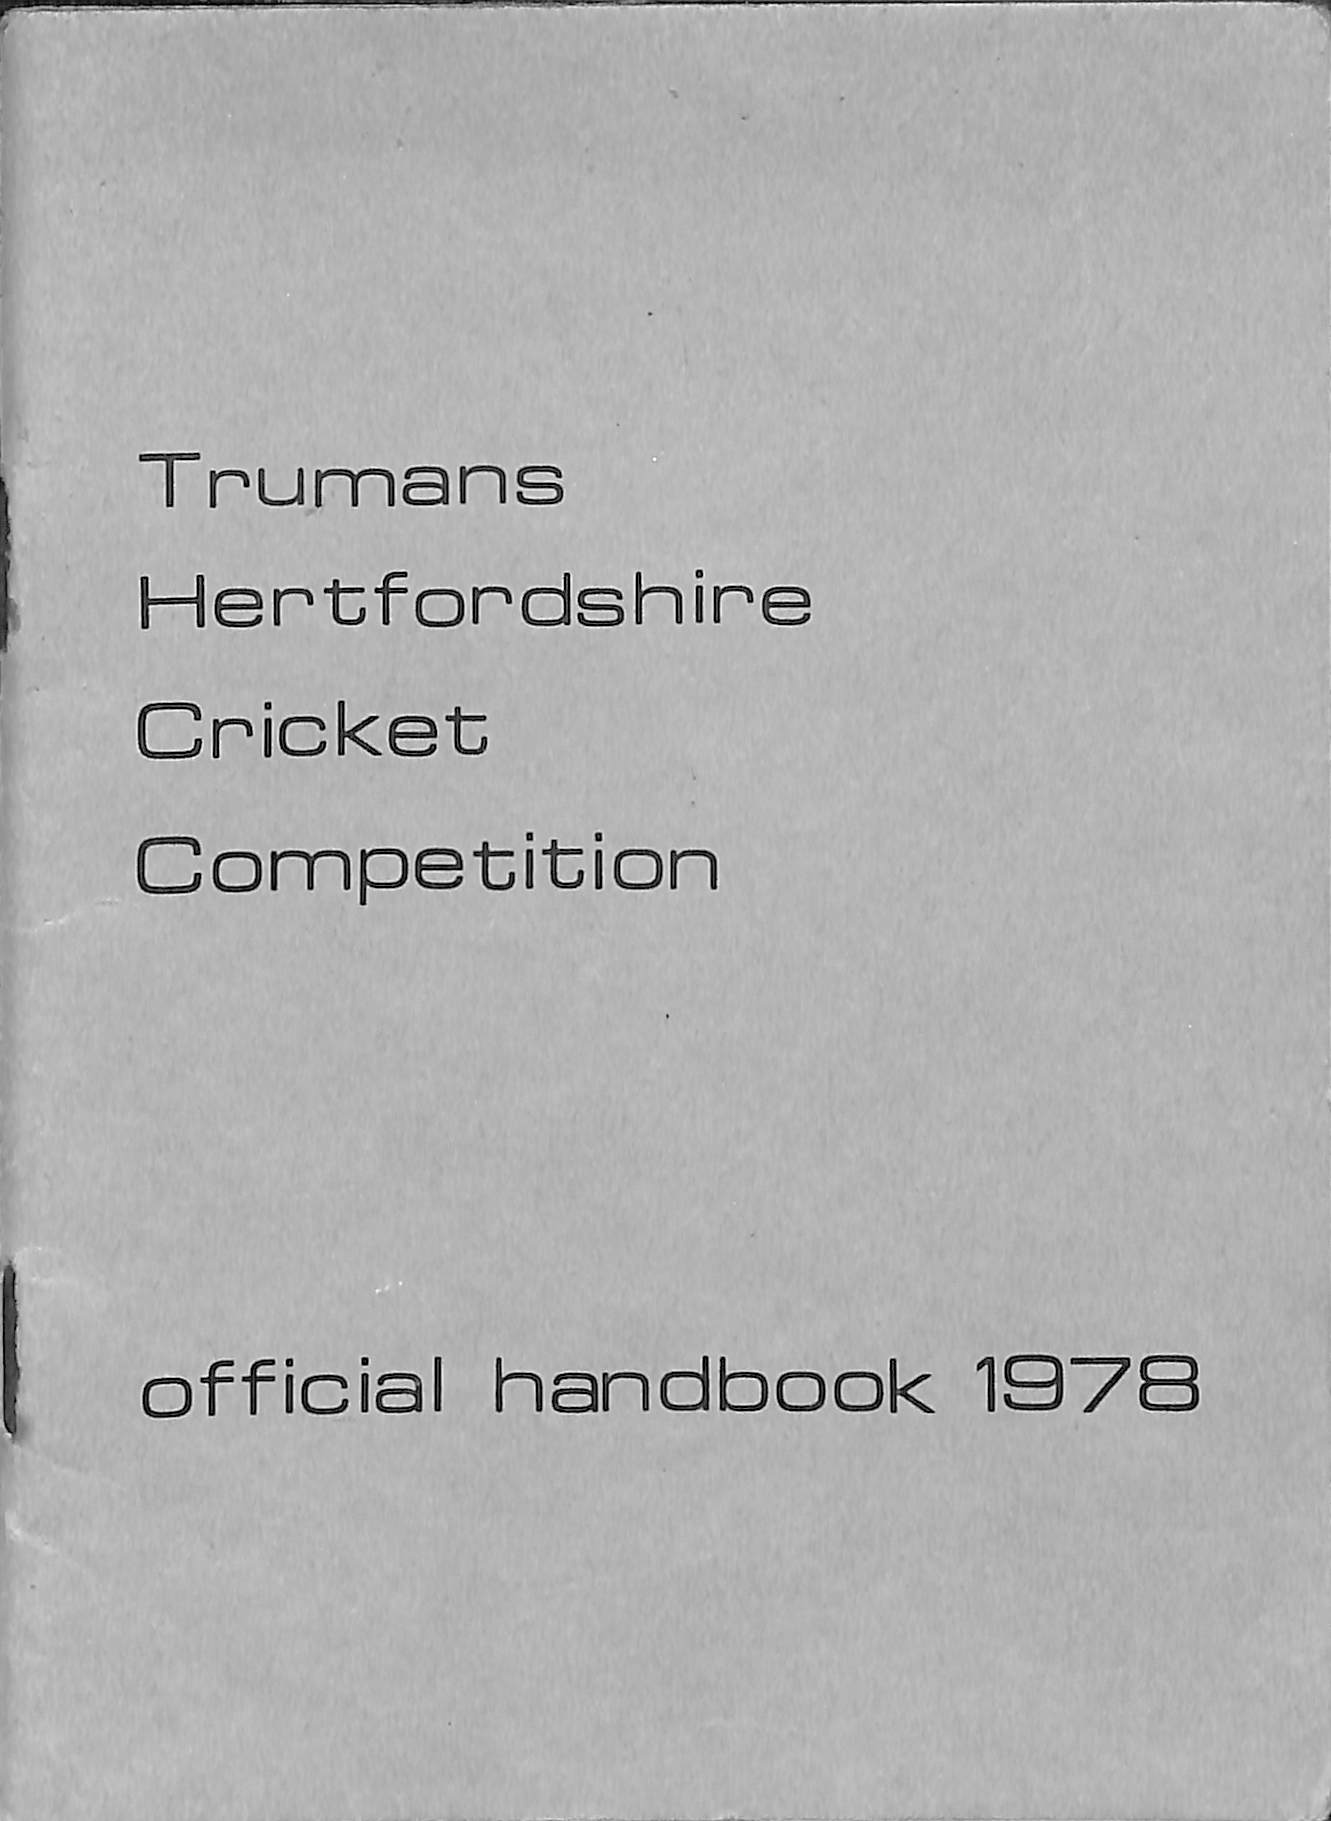 Trumans
Hertfordshire
Cricket
Competition
official handbook 1978